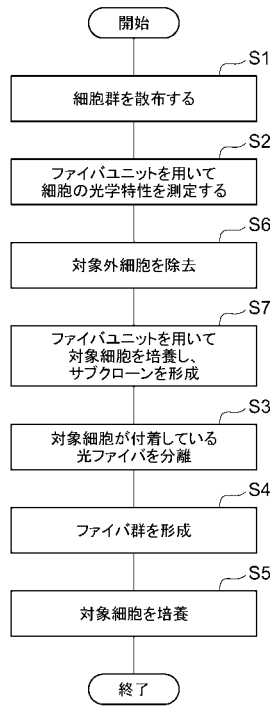 開始
S1
細胞群を散布する
S2
ファイバユニットを用いて
細胞の光学特性を測定する
S6
対象外細胞を除去
S7
ファイバユニットを用いて
対象細胞を培養し、
サブクローンを形成
S3
対象細胞が付着している
光ファイバを分離
S4
ファイバ群を形成
S5
対象細胞を培養
終了